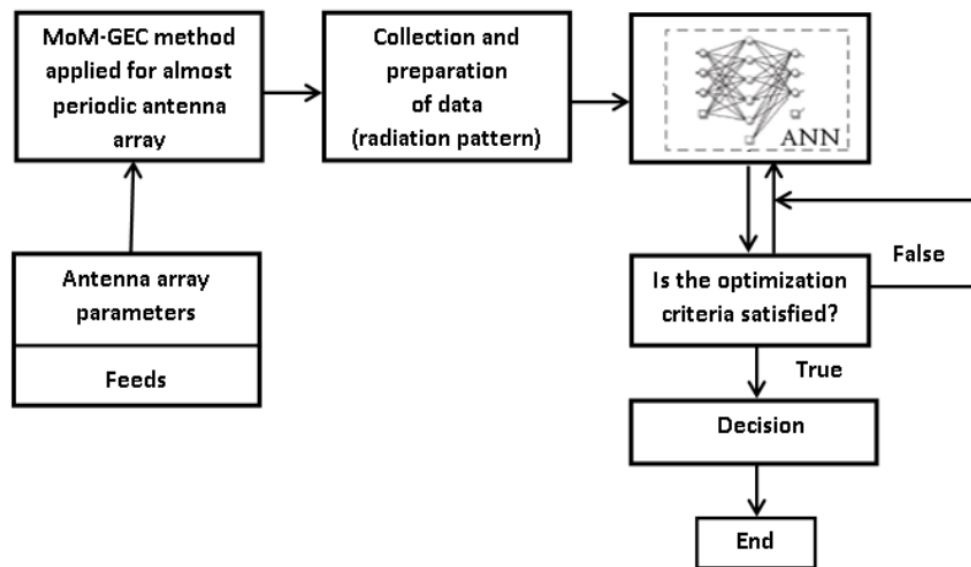 MoM-GEC method
applied for almost
periodic antenna
array
Collection and
preparation
of data
(radiation pattern)
ANN
Antenna array
parameters
Feeds
Is the optimization
criteria satisfied?
False
True
Decision
End